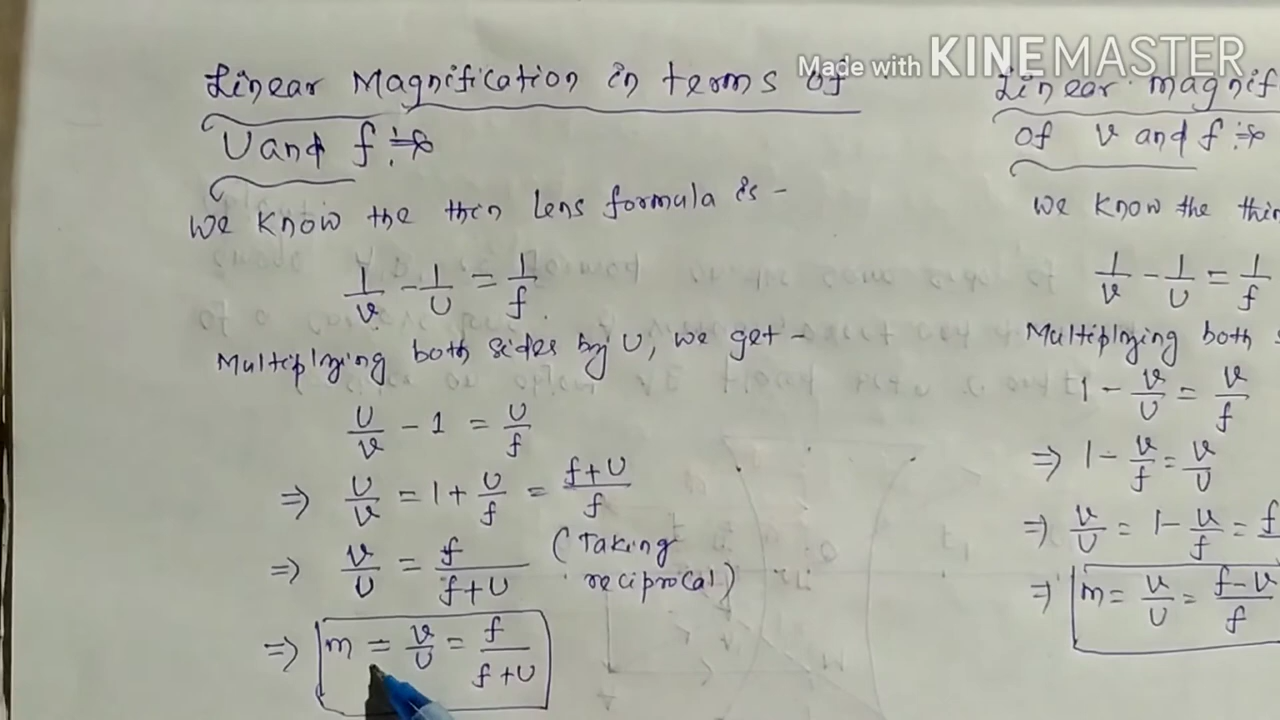 Made with KINEMASTER
Linear Magnification in terms of
U and f :⇒
we know the thin lens formula is -
1/v - 1/U = 1/f
Multiplying both sides by U, we get -
U/v - 1 = U/f
⇒ U/v = 1 + U/f = f+U/f
⇒ v/U = f/f+U (Taking
reciprocal)
⇒ m = v/U = f/f+U
Linear magnif
of v and f :⇒
we know the thin
1/v - 1/U = 1/f
Multiplying both s
1 - v/U = v/f
⇒ 1 - v/f = v/U
⇒ v/U = 1 - v/f = f
⇒ m = v/U = f-v/f